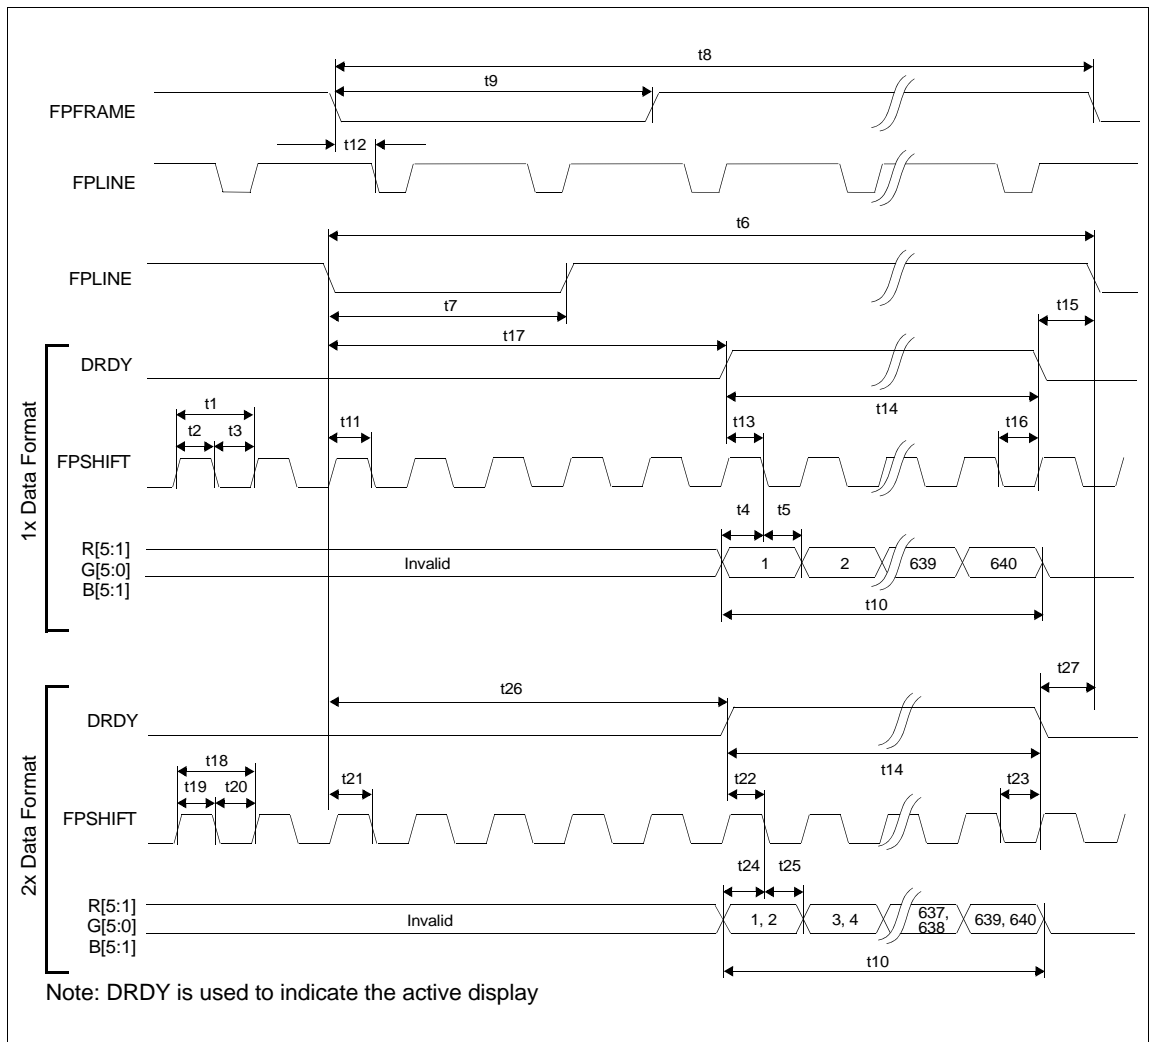 t8
t9
FPFRAME
t12
FPLINE
t6
FPLINE
t7
t15
t17
DRDY
t14
t1
t2 t3
t11
t13
t16
FPSHIFT
t4 t5
1x Data Format
R[5:1]
G[5:0]
B[5:1]
Invalid
1 2 639 640
t10
t27
t26
DRDY
t14
t18
t19 t20
t21
t22
t23
FPSHIFT
t24 t25
2x Data Format
R[5:1]
G[5:0]
B[5:1]
Invalid
1, 2 3, 4 637, 638 639, 640
t10
Note: DRDY is used to indicate the active display